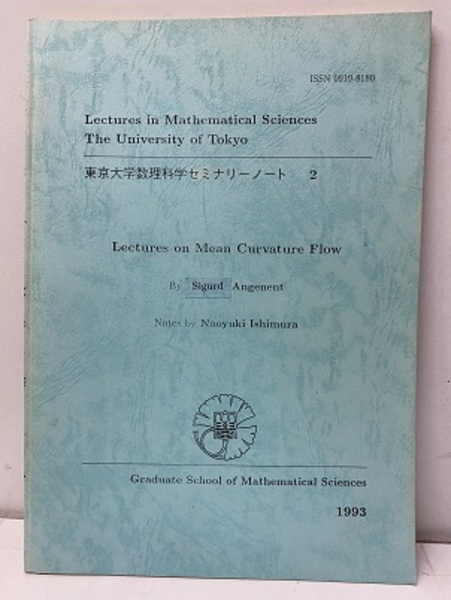 ISSN 0919-8180
Lectures in Mathematical Sciences
The University of Tokyo
東京大学数理科学セミナリーノート 2
Lectures on Mean Curvature Flow
By Sigurd Angenent
Notes by Naoyuki Ishimura
Graduate School of Mathematical Sciences
1993